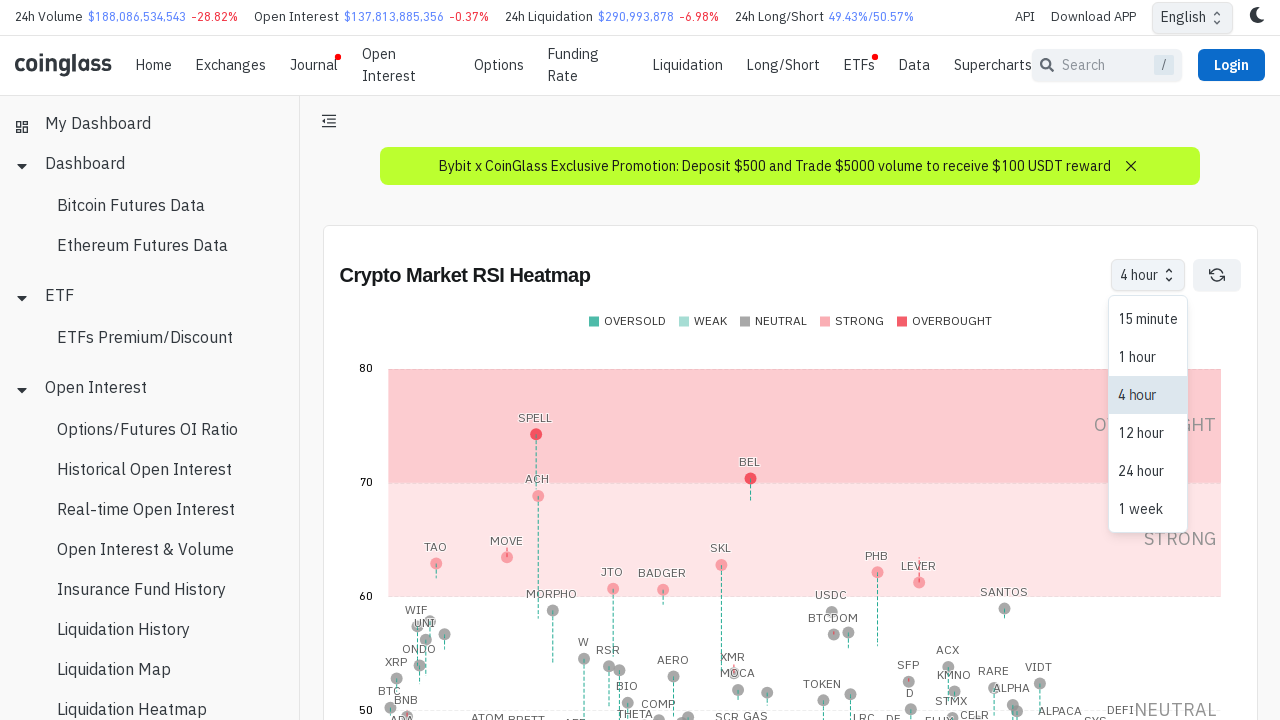 24h Volume $188,086,534,543 -28.82% Open Interest $137,813,885,356 -0.37% 24h Liquidation $290,993,878 -6.98% 24h Long/Short 49.43%/50.57% API Download APP English
coinglass Home Exchanges Journal Open Interest Options Funding Rate Liquidation Long/Short ETFs Data Supercharts Search / Login
My Dashboard
Dashboard
Bitcoin Futures Data
Ethereum Futures Data
ETF
ETFs Premium/Discount
Open Interest
Options/Futures OI Ratio
Historical Open Interest
Real-time Open Interest
Open Interest & Volume
Insurance Fund History
Liquidation History
Liquidation Map
Liquidation Heatmap
Bybit x CoinGlass Exclusive Promotion: Deposit $500 and Trade $5000 volume to receive $100 USDT reward
Crypto Market RSI Heatmap
4 hour
15 minute
1 hour
4 hour
12 hour
24 hour
1 week
OVERSOLD WEAK NEUTRAL STRONG OVERBOUGHT
80
SPELL
BEL
70
ACH
STRONG
TAO
MOVE
SKL
PHB
LEVER
JTO
BADGER
60
MORPHO
USDC
SANTOS
WIF
UNI
BTCDOM
ONDO
W
RSR
XRP
AERO
XMR
MOCA
SFP
ACX
KMNO
RARE
VIDT
BTC
BNB
BIO
TOKEN
D
STMX
ALPHA
COMP
THETA
50
SCR
GAS
CELR
ALPACA
DEFI
NEUTRAL
ATOM
BRETT
LRC